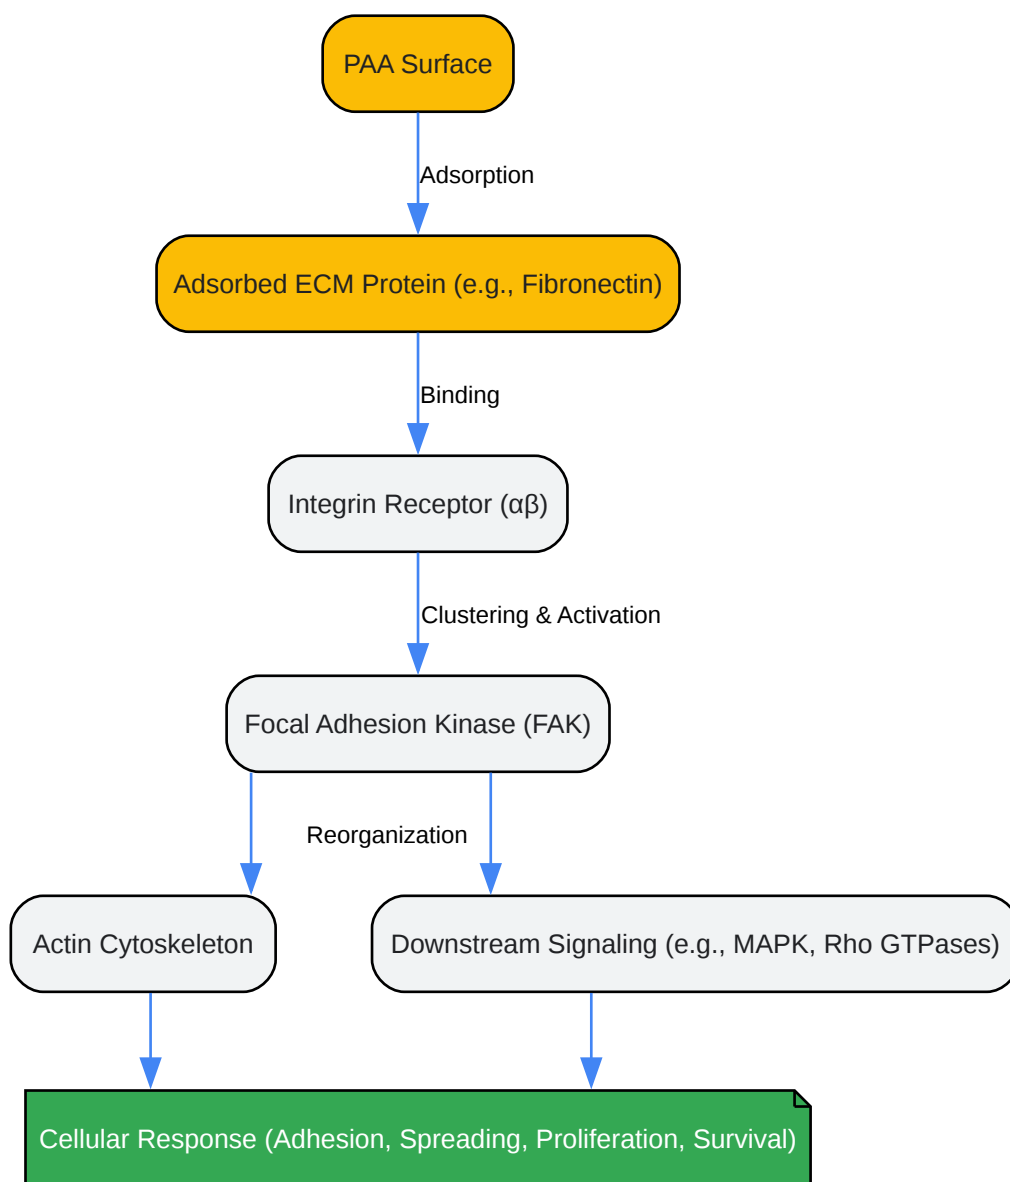 PAA Surface
Adsorption
Adsorbed ECM Protein (e.g., Fibronectin)
Binding
Integrin Receptor (αβ)
Clustering & Activation
Focal Adhesion Kinase (FAK)
Reorganization
Actin Cytoskeleton
Downstream Signaling (e.g., MAPK, Rho GTPases)
Cellular Response (Adhesion, Spreading, Proliferation, Survival)